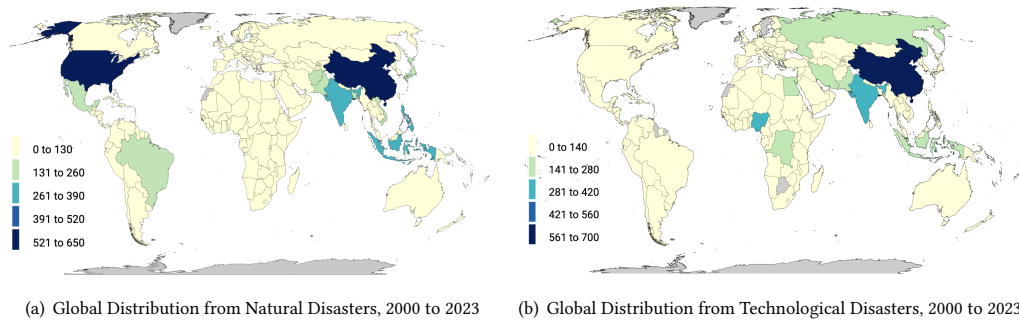 0 to 130
131 to 260
261 to 390
391 to 520
521 to 650
0 to 140
141 to 280
281 to 420
421 to 560
561 to 700
(a) Global Distribution from Natural Disasters, 2000 to 2023
(b) Global Distribution from Technological Disasters, 2000 to 2023